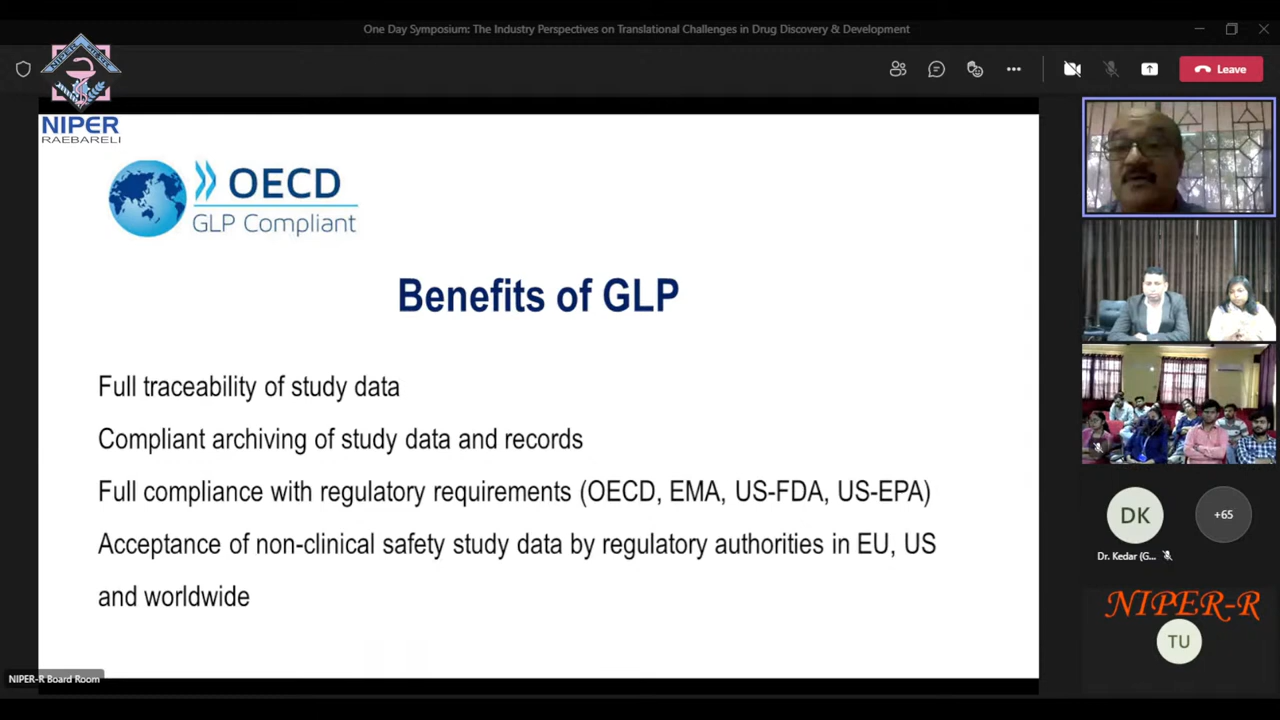 One Day Symposium: The Industry Perspectives on Translational Challenges in Drug Discovery & Development
Leave
NIPER
RAEBARELI
OECD
GLP Compliant
Benefits of GLP
Full traceability of study data
Compliant archiving of study data and records
Full compliance with regulatory requirements (OECD, EMA, US-FDA, US-EPA)
Acceptance of non-clinical safety study data by regulatory authorities in EU, US
and worldwide
NIPER-R Board Room
DK
+65
Dr. Kedar (G...
NIPER-R
TU